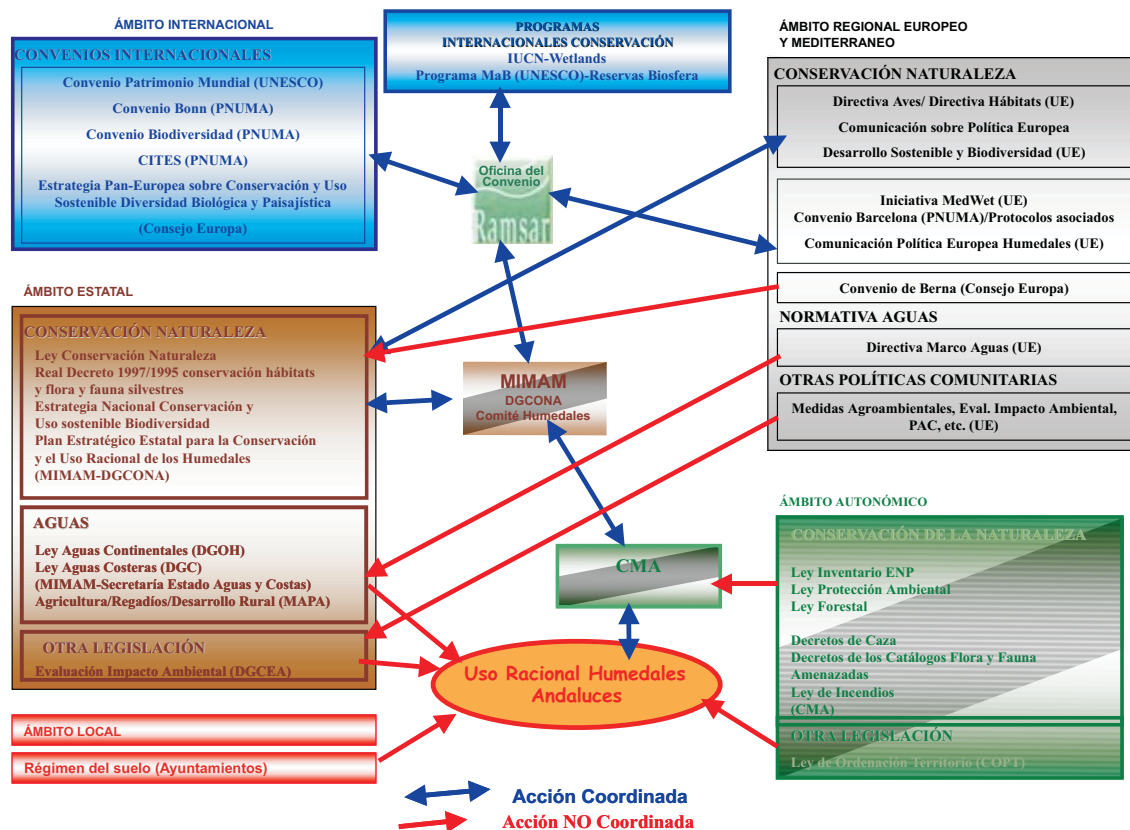 ÁMBITO INTERNACIONAL
CONVENIOS INTERNACIONALES
Convenio Patrimonio Mundial (UNESCO)
Convenio Bonn (PNUMA)
Convenio Biodiversidad (PNUMA)
CITES (PNUMA)
Estrategia Pan-Europea sobre Conservación y Uso
Sostenible Diversidad Biológica y Paisajística
(Consejo Europa)
PROGRAMAS
INTERNACIONALES CONSERVACIÓN
IUCN-Wetlands
Programa MaB (UNESCO)-Reservas Biosfera
Oficina del
Convenio
Ramsar
ÁMBITO REGIONAL EUROPEO
Y MEDITERRANEO
CONSERVACIÓN NATURALEZA
Directiva Aves/ Directiva Hábitats (UE)
Comunicación sobre Política Europea
Desarrollo Sostenible y Biodiversidad (UE)
Iniciativa MedWet (UE)
Convenio Barcelona (PNUMA)/Protocolos asociados
Comunicación Política Europea Humedales (UE)
Convenio de Berna (Consejo Europa)
NORMATIVA AGUAS
Directiva Marco Aguas (UE)
OTRAS POLÍTICAS COMUNITARIAS
Medidas Agroambientales, Eval. Impacto Ambiental,
PAC, etc. (UE)
ÁMBITO ESTATAL
CONSERVACIÓN NATURALEZA
Ley Conservación Naturaleza
Real Decreto 1997/1995 conservación hábitats
y flora y fauna silvestres
Estrategia Nacional Conservación y
Uso sostenible Biodiversidad
Plan Estratégico Estatal para la Conservación
y el Uso Racional de los Humedales
(MIMAM-DGCONA)
AGUAS
Ley Aguas Continentales (DGOH)
Ley Aguas Costeras (DGC)
(MIMAM-Secretaría Estado Aguas y Costas)
Agricultura/Regadíos/Desarrollo Rural (MAPA)
OTRA LEGISLACIÓN
Evaluación Impacto Ambiental (DGCEA)
MIMAM
DGCONA
Comité Humedales
CMA
Uso Racional Humedales
Andaluces
ÁMBITO AUTONÓMICO
CONSERVACIÓN DE LA NATURALEZA
Ley Inventario ENP
Ley Protección Ambiental
Ley Forestal
Decretos de Caza
Decretos de los Catálogos Flora y Fauna
Amenazadas
Ley de Incendios
(CMA)
OTRA LEGISLACIÓN
Ley de Ordenación Territorio (COPT)
ÁMBITO LOCAL
Régimen del suelo (Ayuntamientos)
Acción Coordinada
Acción NO Coordinada